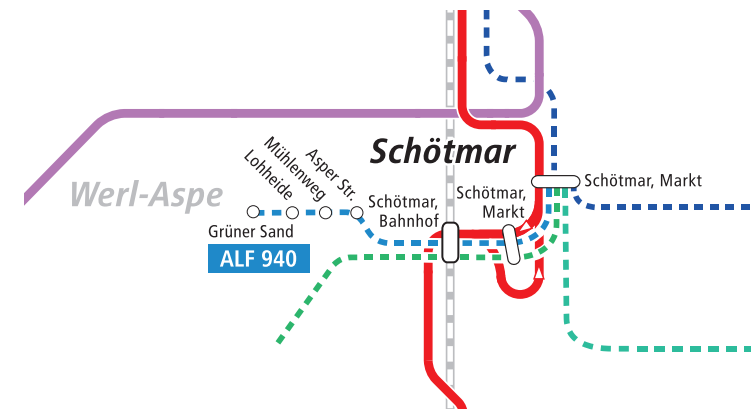 Schötmar
Werl-Aspe
Lohheide
Mühlenweg
Asper Str.
Grüner Sand
ALF 940
Schötmar,
Bahnhof
Schötmar,
Markt
Schötmar, Markt